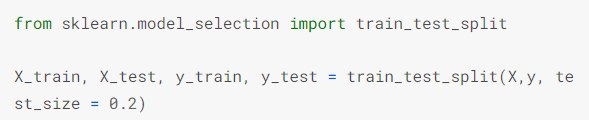 from sklearn.model_selection import train_test_split
X_train, X_test, y_train, y_test = train_test_split(X,y, te
st_size = 0.2)